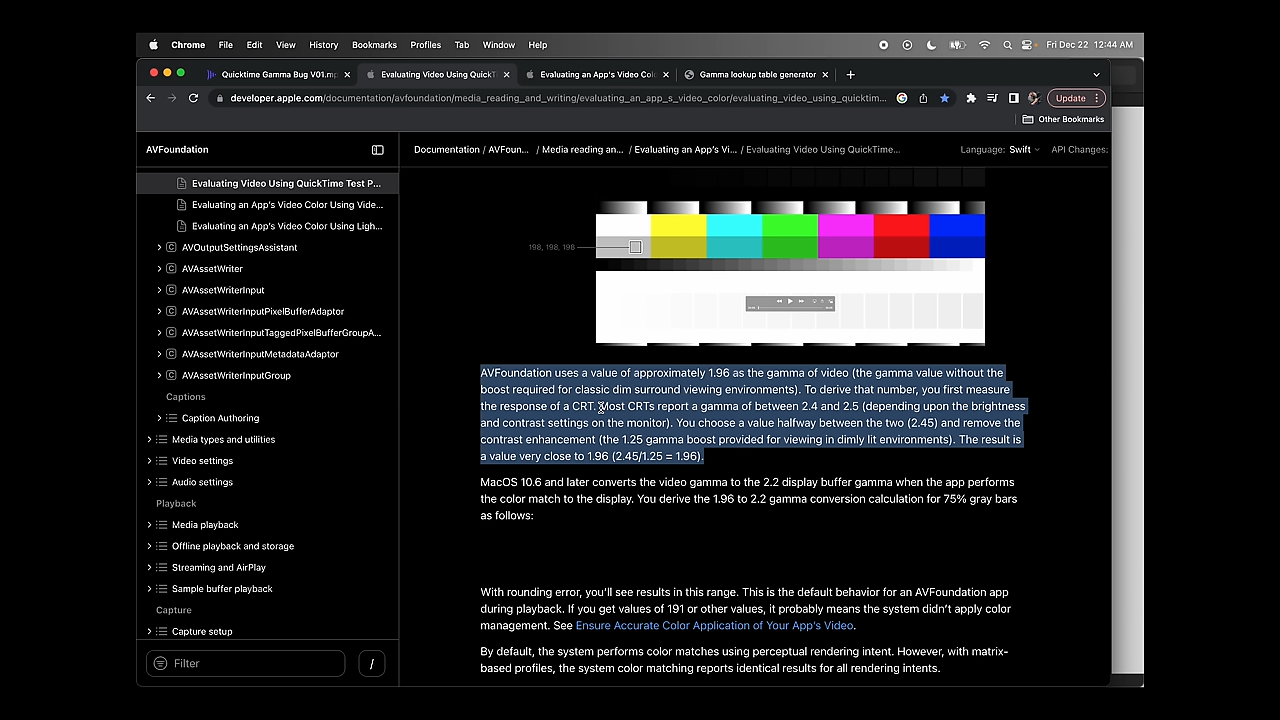 Chrome File Edit View History Bookmarks Profiles Tab Window Help Fri Dec 22 12:44 AM
Quicktime Gamma Bug V01.mp Evaluating Video Using QuickT Evaluating an App's Video Col Gamma lookup table generator
developer.apple.com/documentation/avfoundation/media_reading_and_writing/evaluating_an_app_s_video_color/evaluating_video_using_quicktim... Update
Other Bookmarks
AVFoundation
Documentation / AVFoun... / Media reading an... / Evaluating an App's Vi... / Evaluating Video Using QuickTime...
Language: Swift API Changes:
Evaluating Video Using QuickTime Test P...
Evaluating an App's Video Color Using Vide...
Evaluating an App's Video Color Using Ligh...
AVOutputSettingsAssistant
AVAssetWriter
AVAssetWriterInput
AVAssetWriterInputPixelBufferAdaptor
AVAssetWriterInputTaggedPixelBufferGroupA...
AVAssetWriterInputMetadataAdaptor
AVAssetWriterInputGroup
Captions
Caption Authoring
Media types and utilities
Video settings
Audio settings
Playback
Media playback
Offline playback and storage
Streaming and AirPlay
Sample buffer playback
Capture
Capture setup
Filter /
198, 198, 198
AVFoundation uses a value of approximately 1.96 as the gamma of video (the gamma value without the
boost required for classic dim surround viewing environments). To derive that number, you first measure
the response of a CRT. Most CRTs report a gamma of between 2.4 and 2.5 (depending upon the brightness
and contrast settings on the monitor). You choose a value halfway between the two (2.45) and remove the
contrast enhancement (the 1.25 gamma boost provided for viewing in dimly lit environments). The result is
a value very close to 1.96 (2.45/1.25 = 1.96).
MacOS 10.6 and later converts the video gamma to the 2.2 display buffer gamma when the app performs
the color match to the display. You derive the 1.96 to 2.2 gamma conversion calculation for 75% gray bars
as follows:
With rounding error, you'll see results in this range. This is the default behavior for an AVFoundation app
during playback. If you get values of 191 or other values, it probably means the system didn't apply color
management. See Ensure Accurate Color Application of Your App's Video.
By default, the system performs color matches using perceptual rendering intent. However, with matrix-
based profiles, the system color matching reports identical results for all rendering intents.